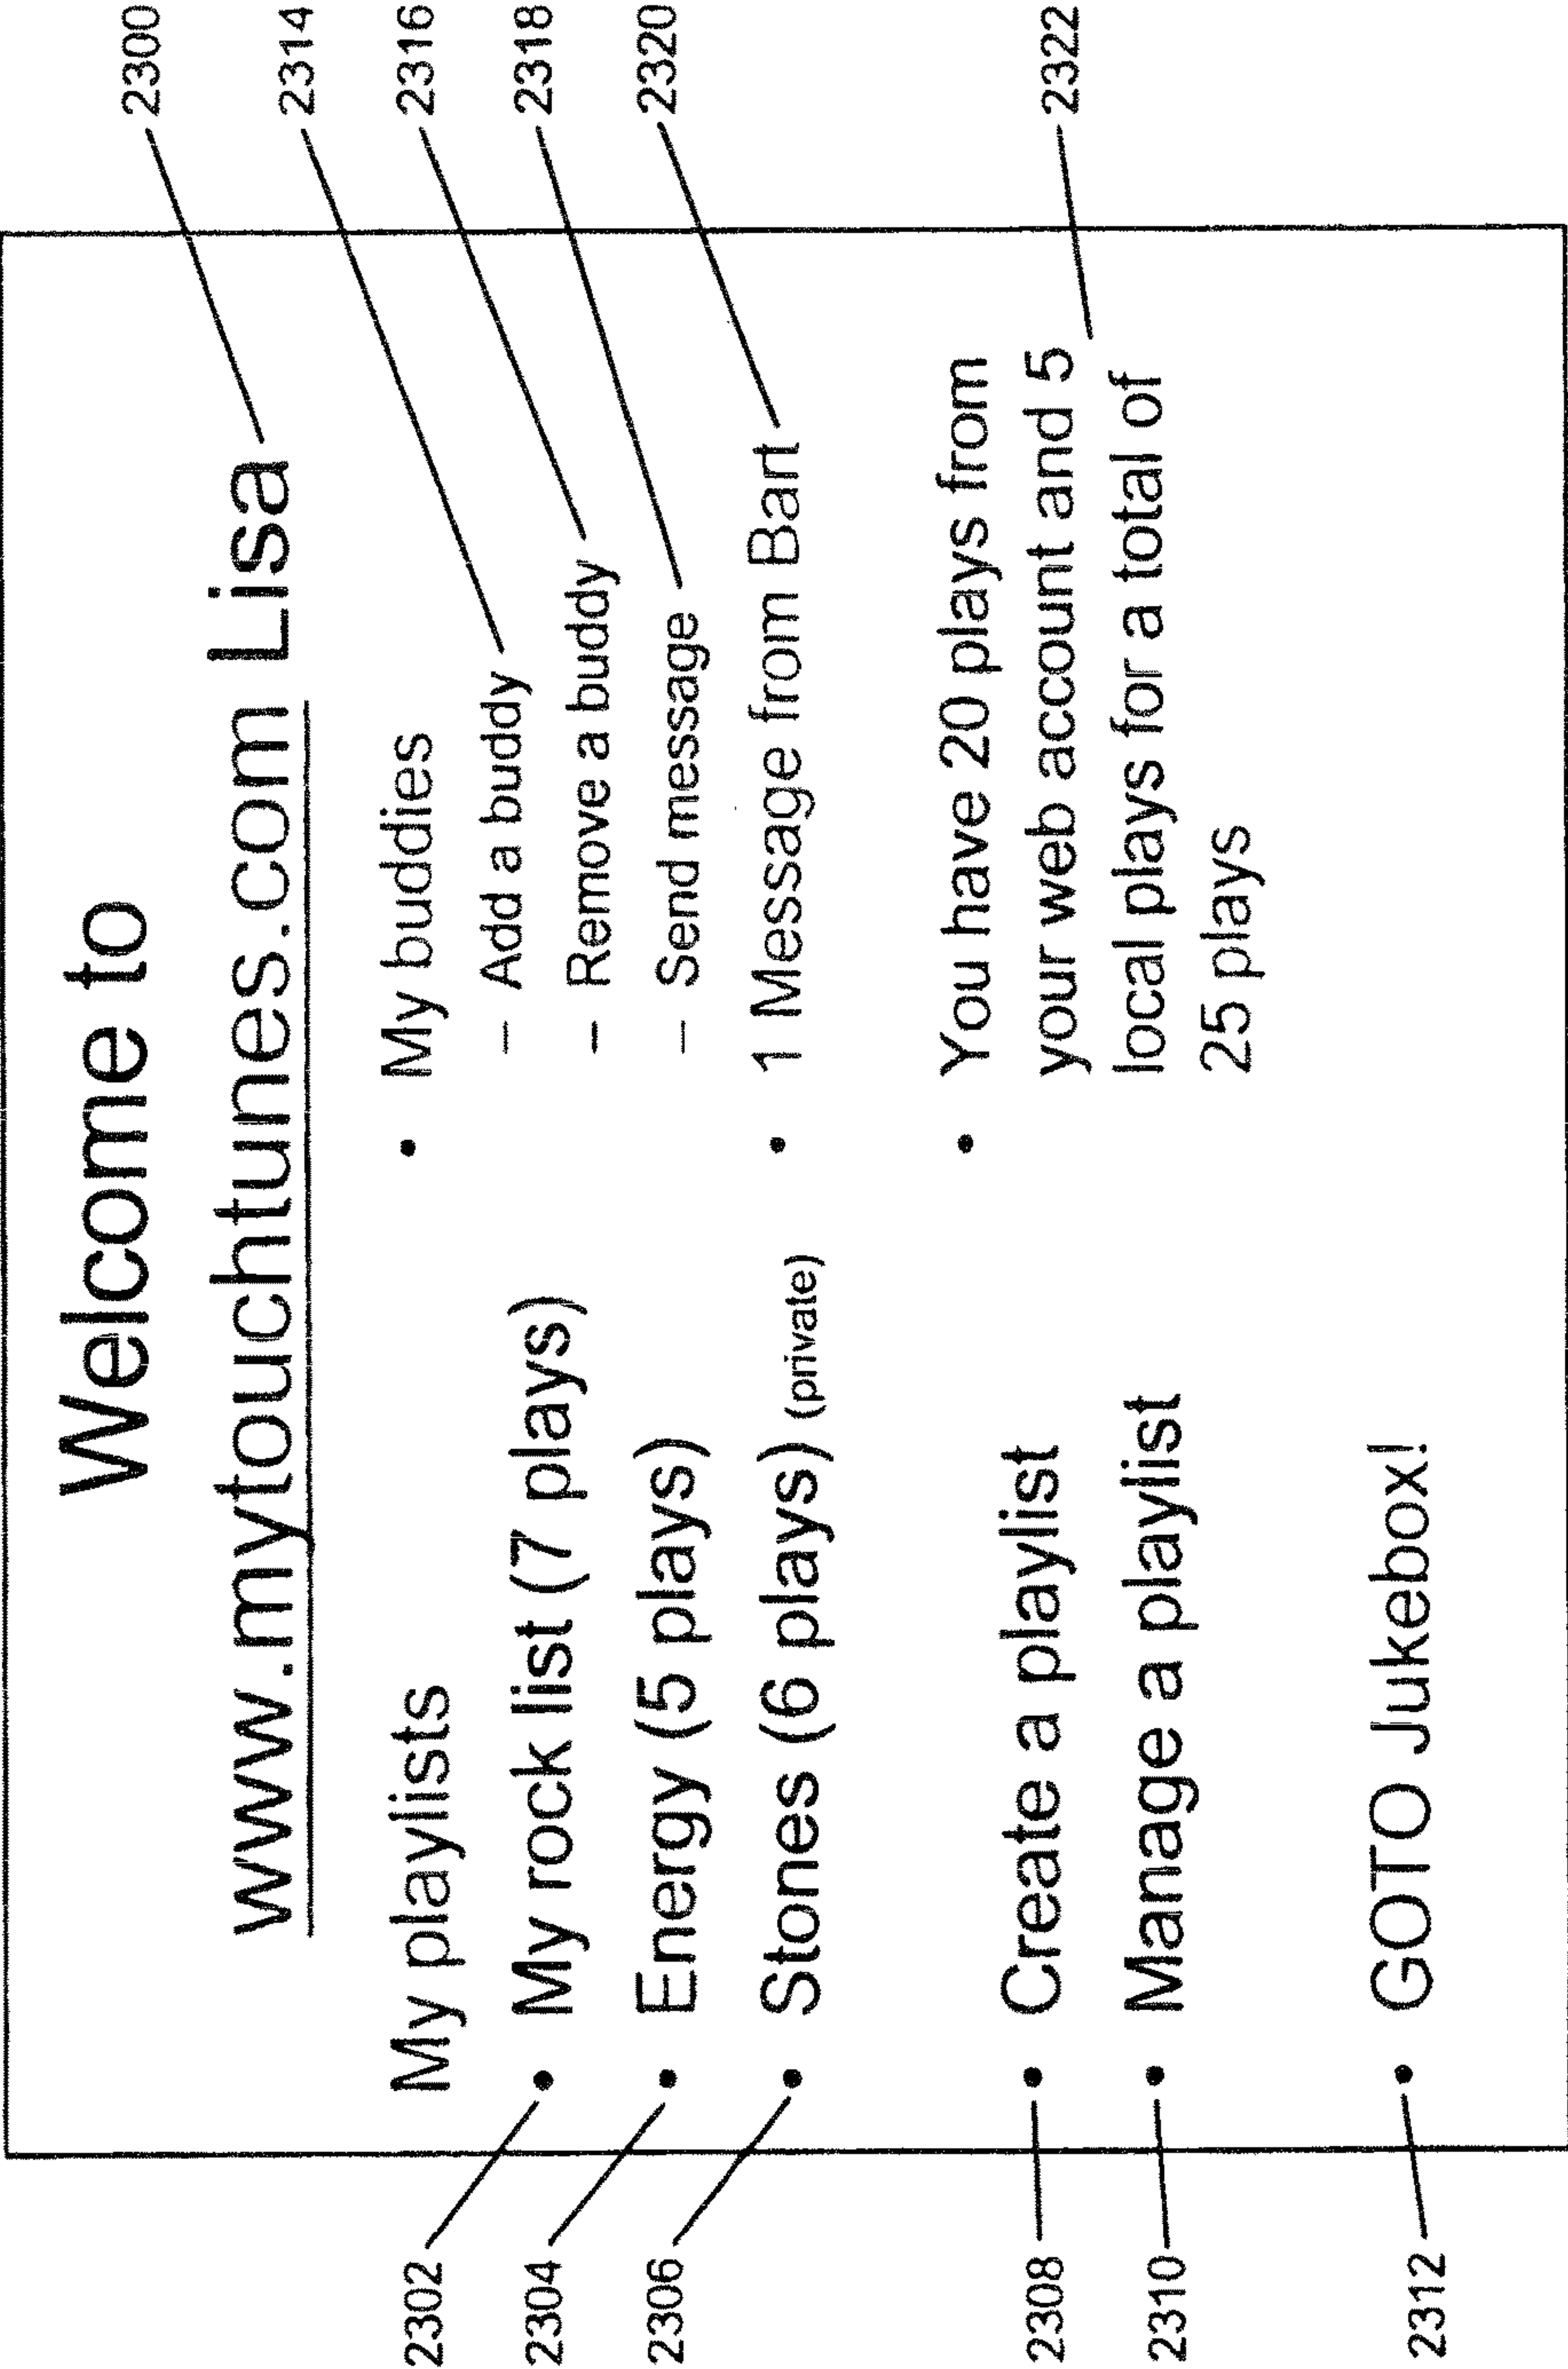 Welcome to
www.mytouchtunes.com Lisa
My playlists
• My rock list (7 plays)
• Energy (5 plays)
• Stones (6 plays) (private)
• Create a playlist
• Manage a playlist
• GOTO Jukebox!
• My buddies
– Add a buddy
– Remove a buddy
– Send message
• 1 Message from Bart
• You have 20 plays from
your web account and 5
local plays for a total of
25 plays
2302
2304
2306
2308
2310
2312
2300
2314
2316
2318
2320
2322